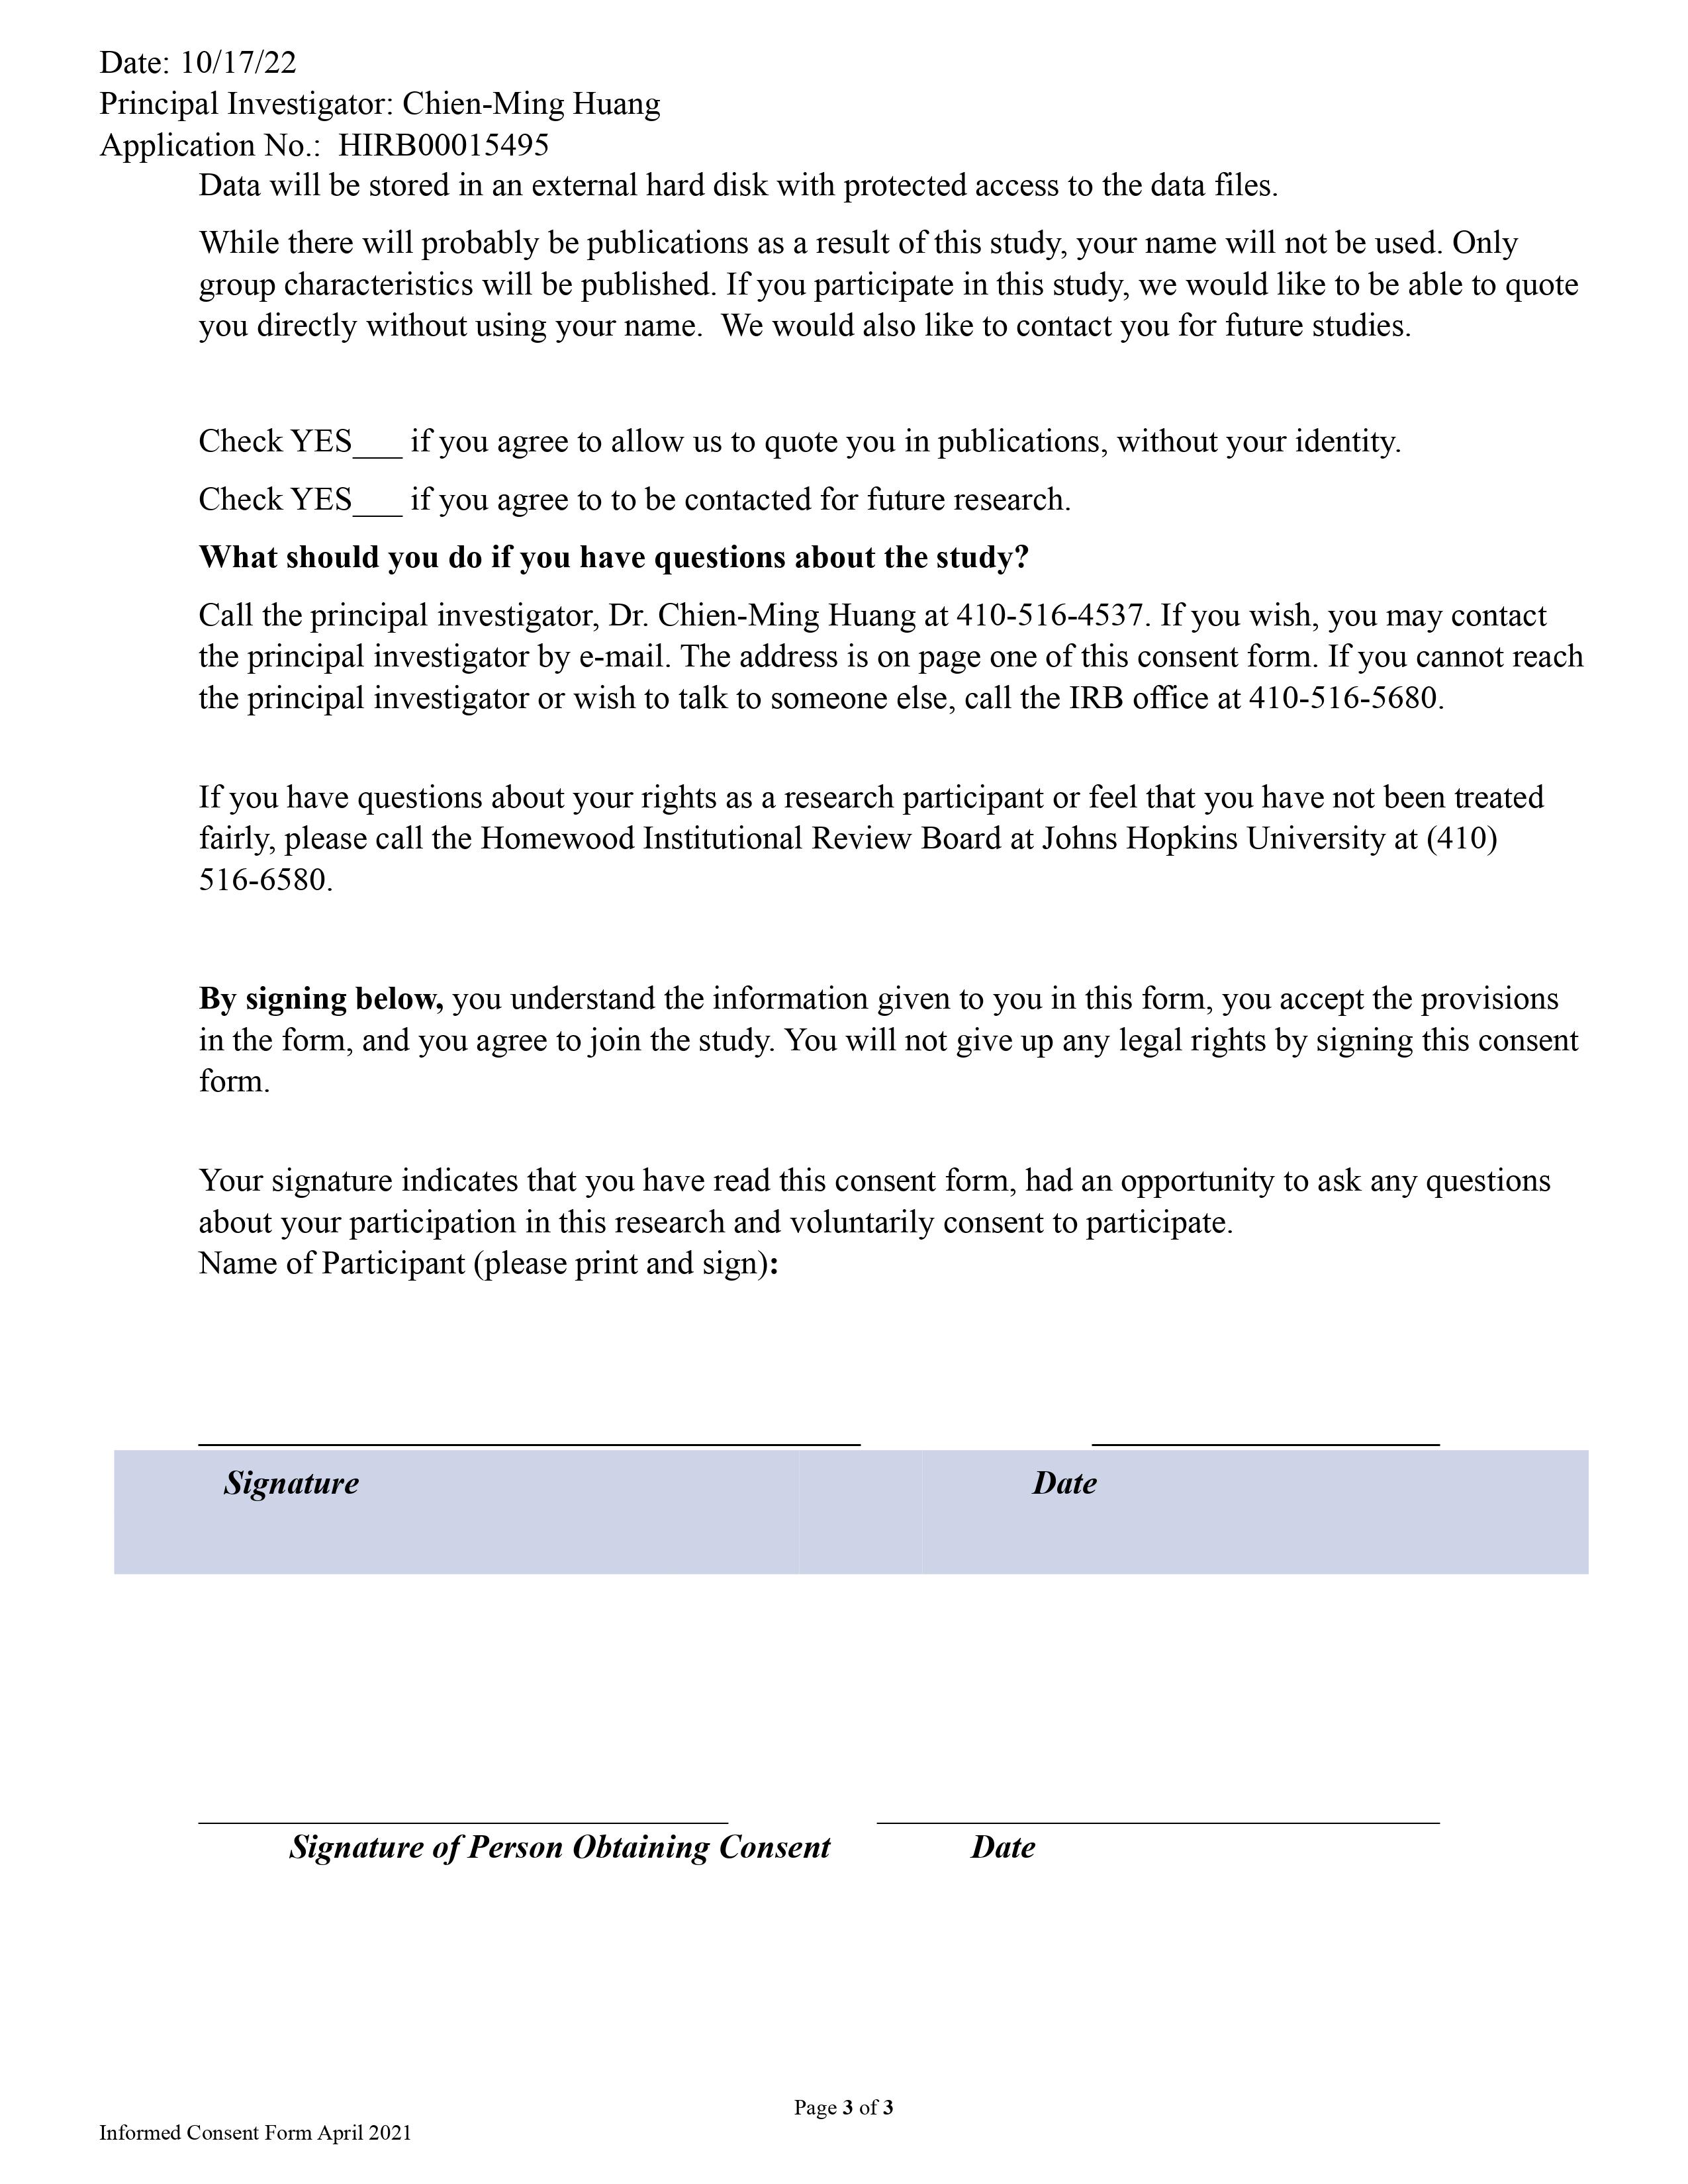 Date: 10/17/22
Principal Investigator: Chien-Ming Huang
Application No.:  HIRB00015495
Data will be stored in an external hard disk with protected access to the data files.
While there will probably be publications as a result of this study, your name will not be used. Only
group characteristics will be published. If you participate in this study, we would like to be able to quote
you directly without using your name.  We would also like to contact you for future studies.
Check YES___ if you agree to allow us to quote you in publications, without your identity.
Check YES___ if you agree to to be contacted for future research.
What should you do if you have questions about the study?
Call the principal investigator, Dr. Chien-Ming Huang at 410-516-4537. If you wish, you may contact
the principal investigator by e-mail. The address is on page one of this consent form. If you cannot reach
the principal investigator or wish to talk to someone else, call the IRB office at 410-516-5680.
If you have questions about your rights as a research participant or feel that you have not been treated
fairly, please call the Homewood Institutional Review Board at Johns Hopkins University at (410)
516-6580.
By signing below, you understand the information given to you in this form, you accept the provisions
in the form, and you agree to join the study. You will not give up any legal rights by signing this consent
form.
Your signature indicates that you have read this consent form, had an opportunity to ask any questions
about your participation in this research and voluntarily consent to participate.
Name of Participant (please print and sign):
Signature Date
Signature of Person Obtaining Consent Date
Page 3 of 3
Informed Consent Form April 2021